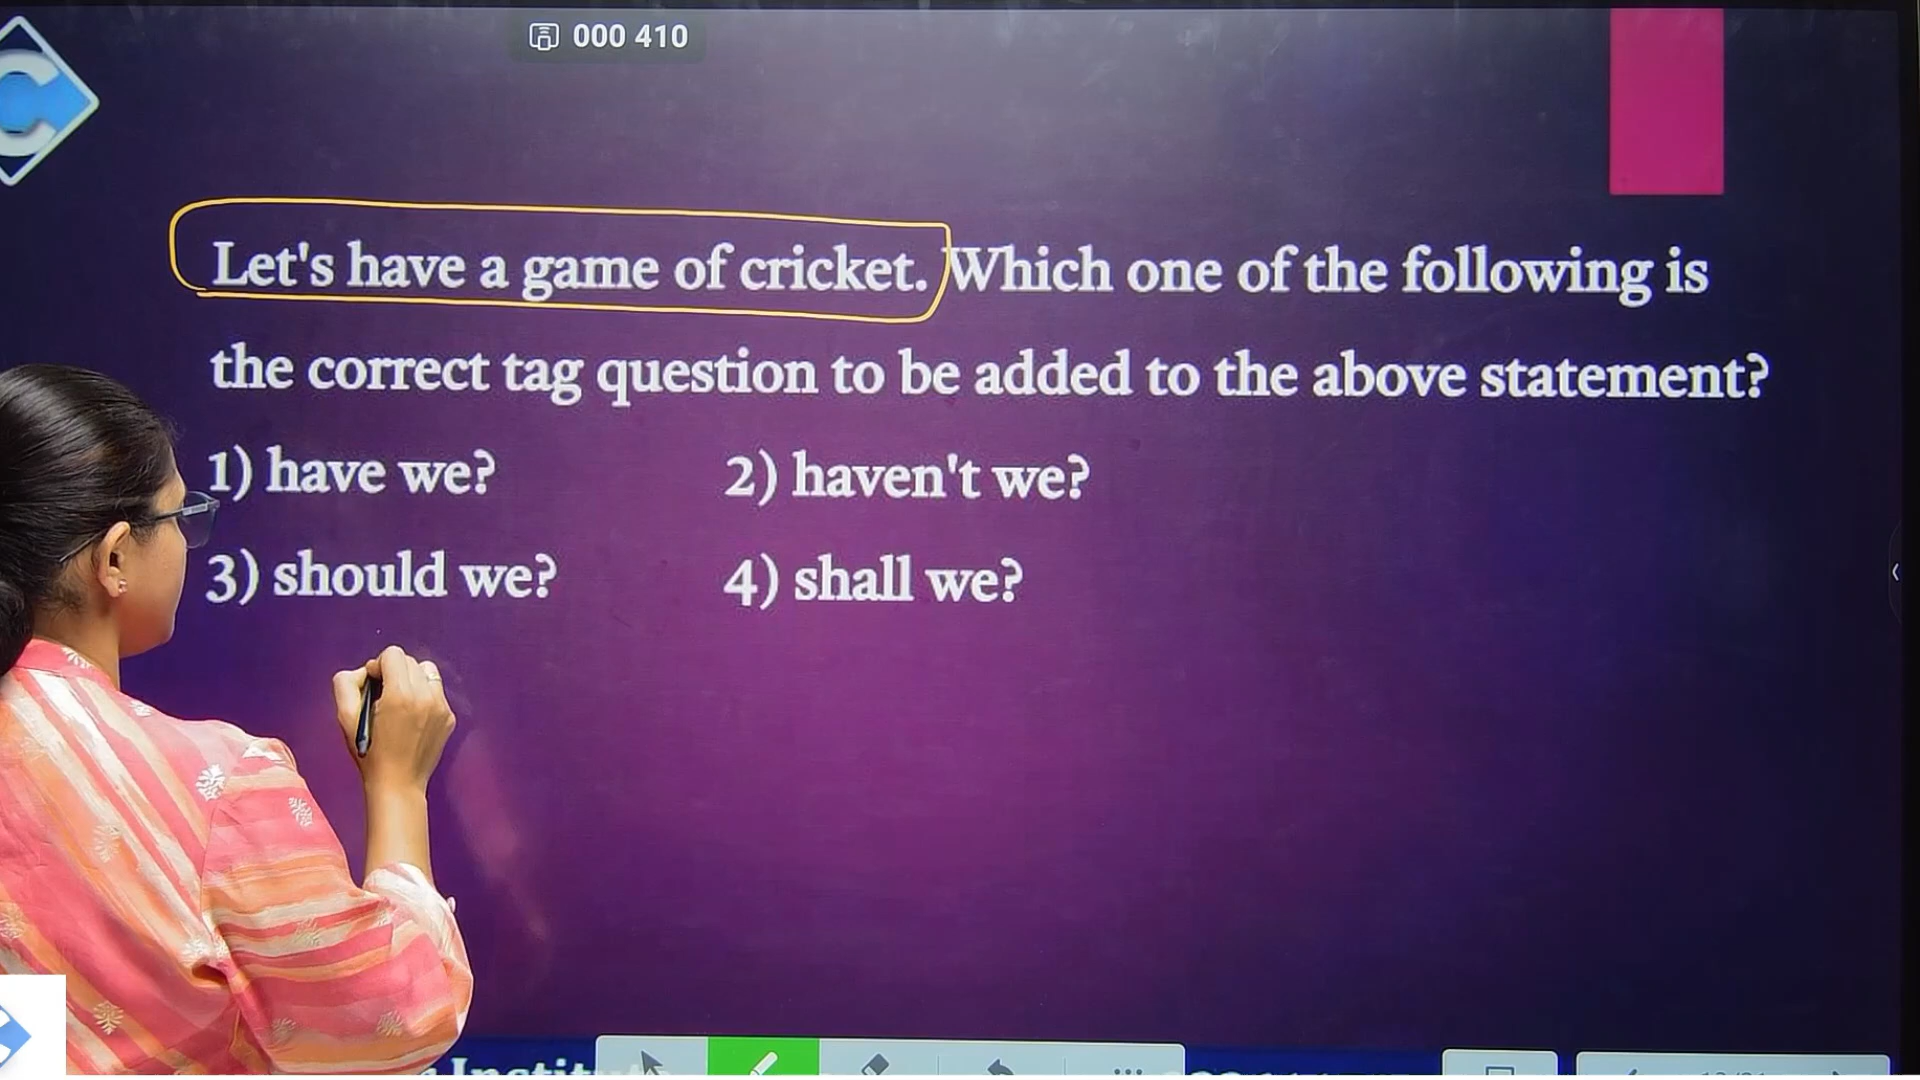 000 410
Let's have a game of cricket. Which one of the following is
the correct tag question to be added to the above statement?
1) have we? 2) haven't we?
3) should we? 4) shall we?